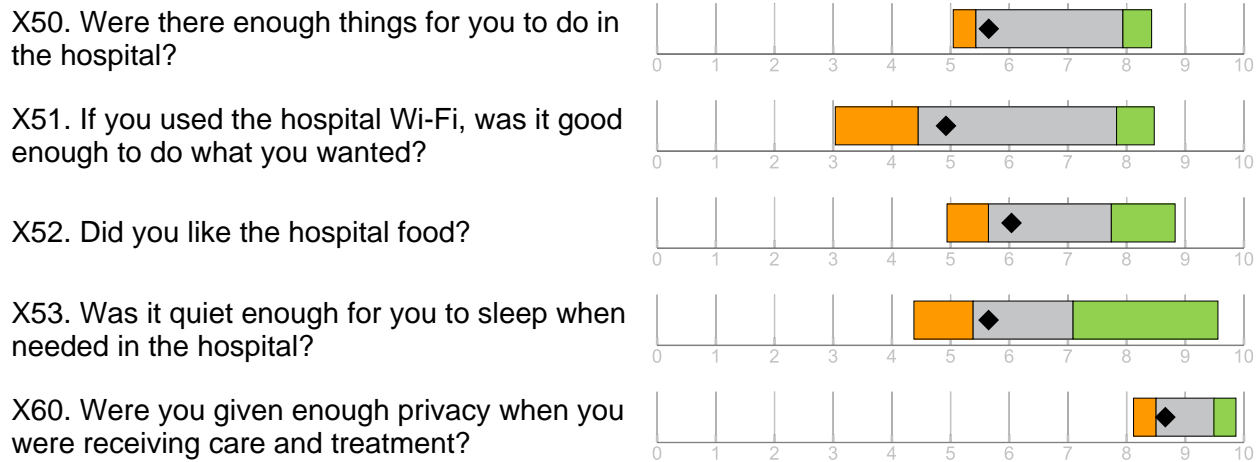 X50. Were there enough things for you to do in
the hospital?
0 1 2 3 4 5 6 7 8 9 10
X51. If you used the hospital Wi-Fi, was it good
enough to do what you wanted?
0 1 2 3 4 5 6 7 8 9 10
X52. Did you like the hospital food?
0 1 2 3 4 5 6 7 8 9 10
X53. Was it quiet enough for you to sleep when
needed in the hospital?
0 1 2 3 4 5 6 7 8 9 10
X60. Were you given enough privacy when you
were receiving care and treatment?
0 1 2 3 4 5 6 7 8 9 10